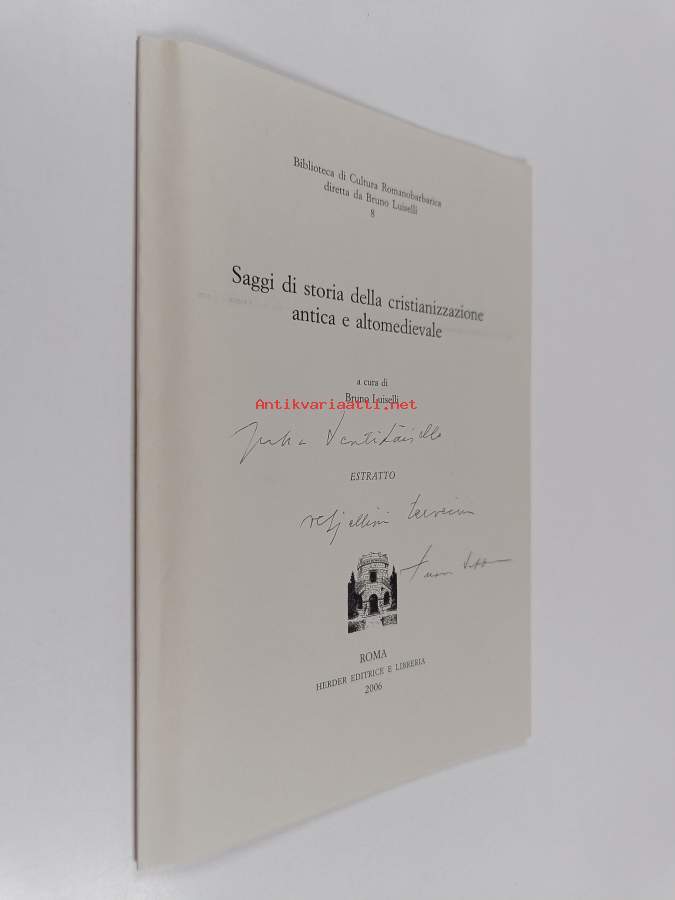 Biblioteca di Cultura Romanobarbarica
diretta da Bruno Luiselli
8
Saggi di storia della cristianizzazione
antica e altomedievale
a cura di
Bruno Luiselli
Antikvariaatti.net
ESTRATTO
ROMA
HERDER EDITRICE E LIBRERIA
2006